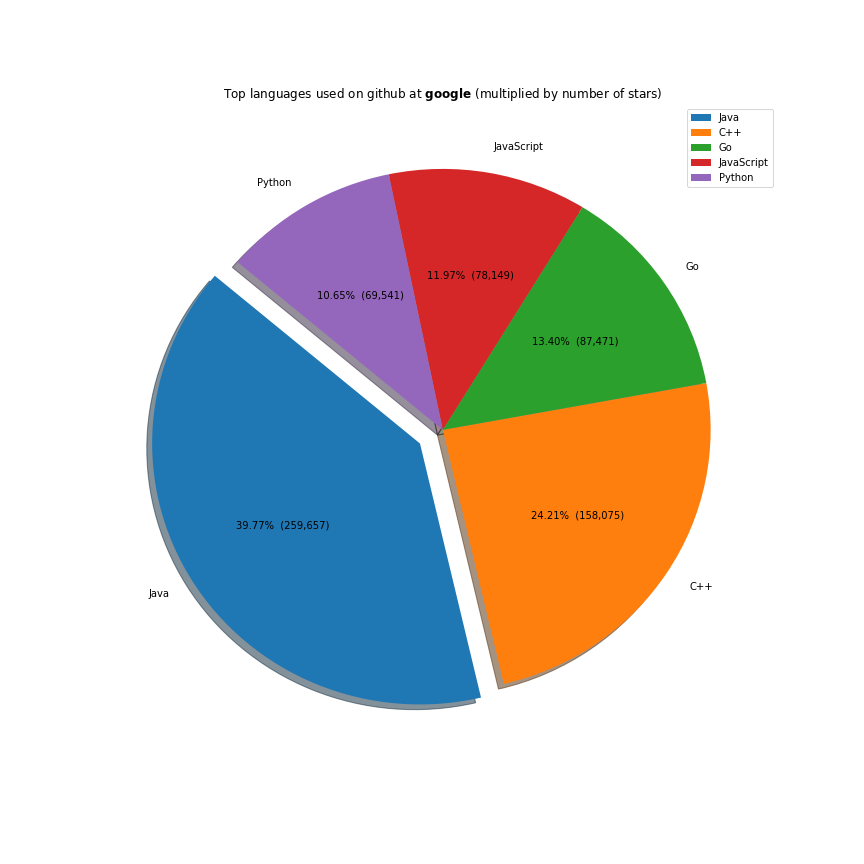 Top languages used on github at google (multiplied by number of stars)
Java
C++
Go
JavaScript
Python
JavaScript
Python
Go
11.97%  (78,149)
10.65%  (69,541)
13.40%  (87,471)
24.21%  (158,075)
39.77%  (259,657)
C++
Java